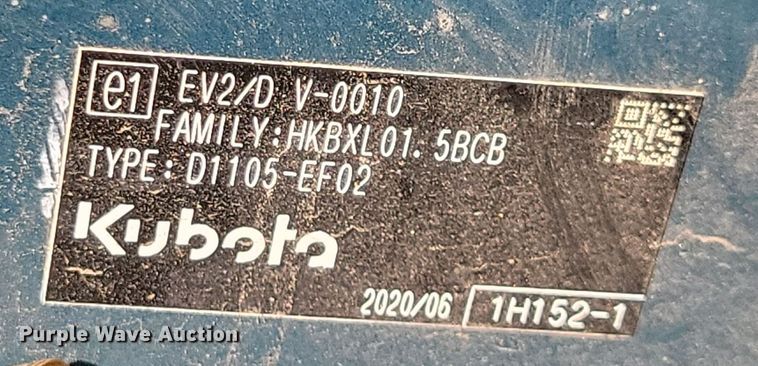 e1 EV2/D V-0010
FAMILY:HKBXL01.5BCB
TYPE: D1105-EF02
Kubota
2020/06 1H152-1
Purple Wave Auction